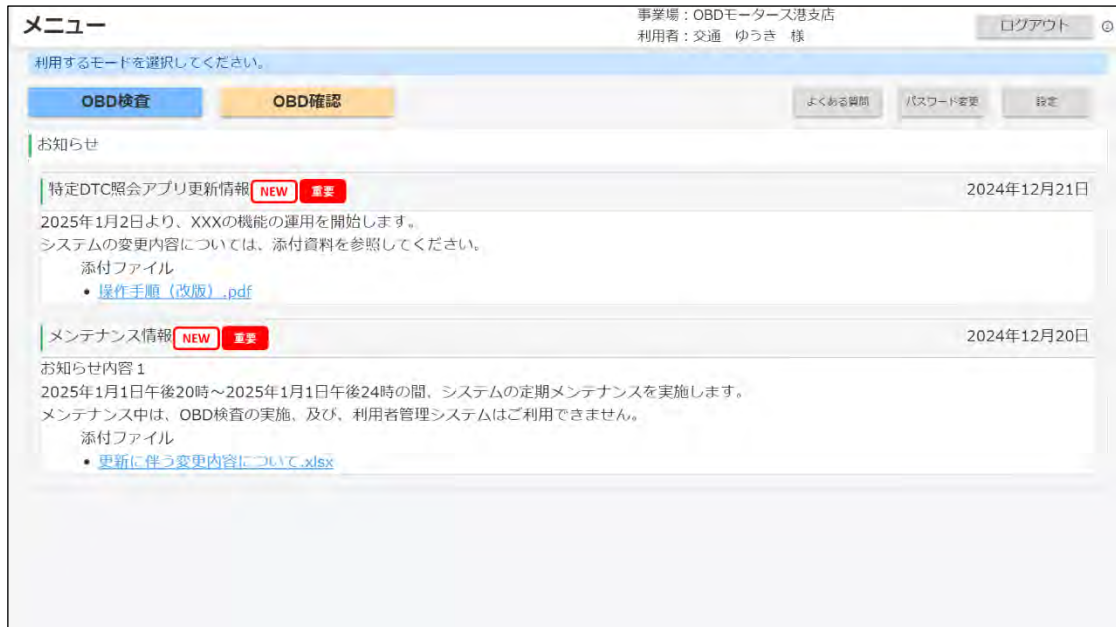 メニュー
事業場：OBDモータース港支店
利用者：交通　ゆうき　様
ログアウト
利用するモードを選択してください。
OBD検査
OBD確認
よくある質問
パスワード変更
設定
お知らせ
特定DTC照会アプリ更新情報 NEW 重要 2024年12月21日
2025年1月2日より、XXXの機能の運用を開始します。
システムの変更内容については、添付資料を参照してください。
添付ファイル
• 操作手順（改版）.pdf
メンテナンス情報 NEW 重要 2024年12月20日
お知らせ内容１
2025年1月1日午後20時～2025年1月1日午後24時の間、システムの定期メンテナンスを実施します。
メンテナンス中は、OBD検査の実施、及び、利用者管理システムはご利用できません。
添付ファイル
• 更新に伴う変更内容について.xlsx